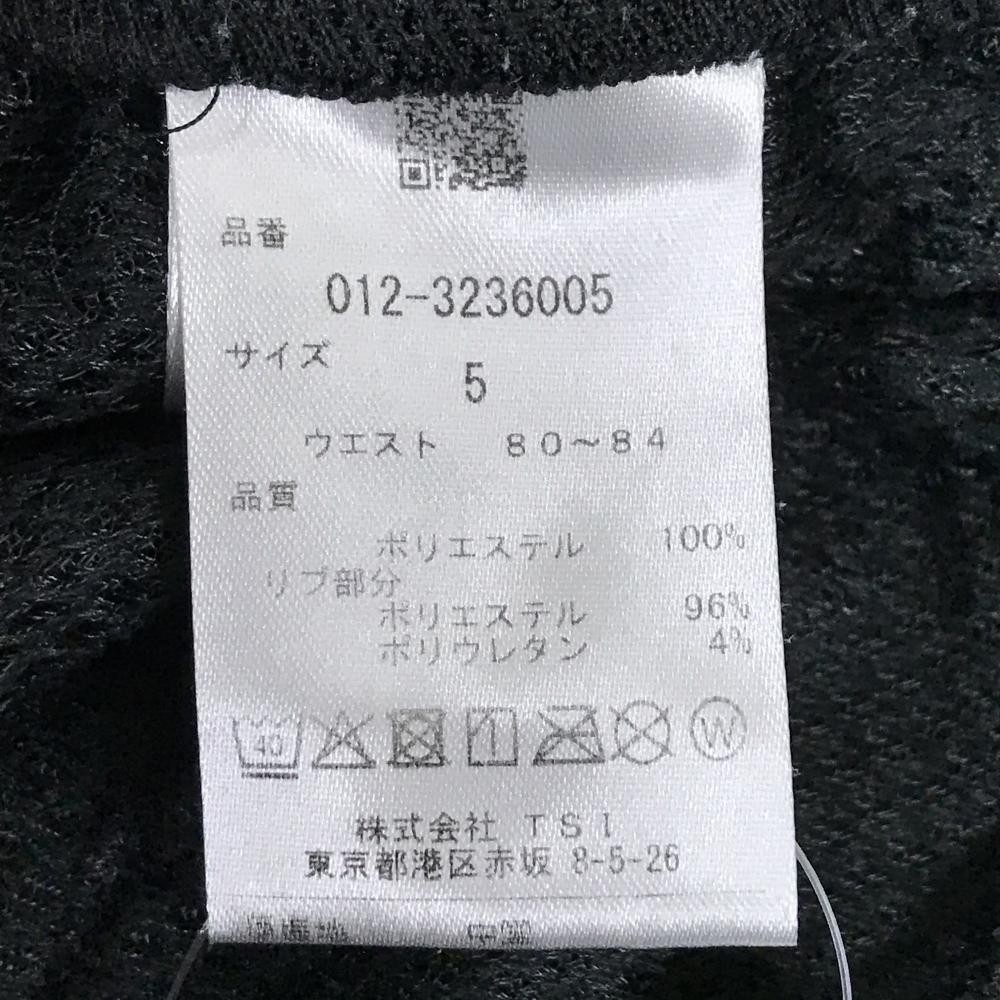 品番
012-3236005
サイズ
5
ウエスト 80~84
品質
ポリエステル 100%
リブ部分
ポリエステル 96%
ポリウレタン 4%
40
W
株式会社 TSI
東京都港区赤坂 8-5-26